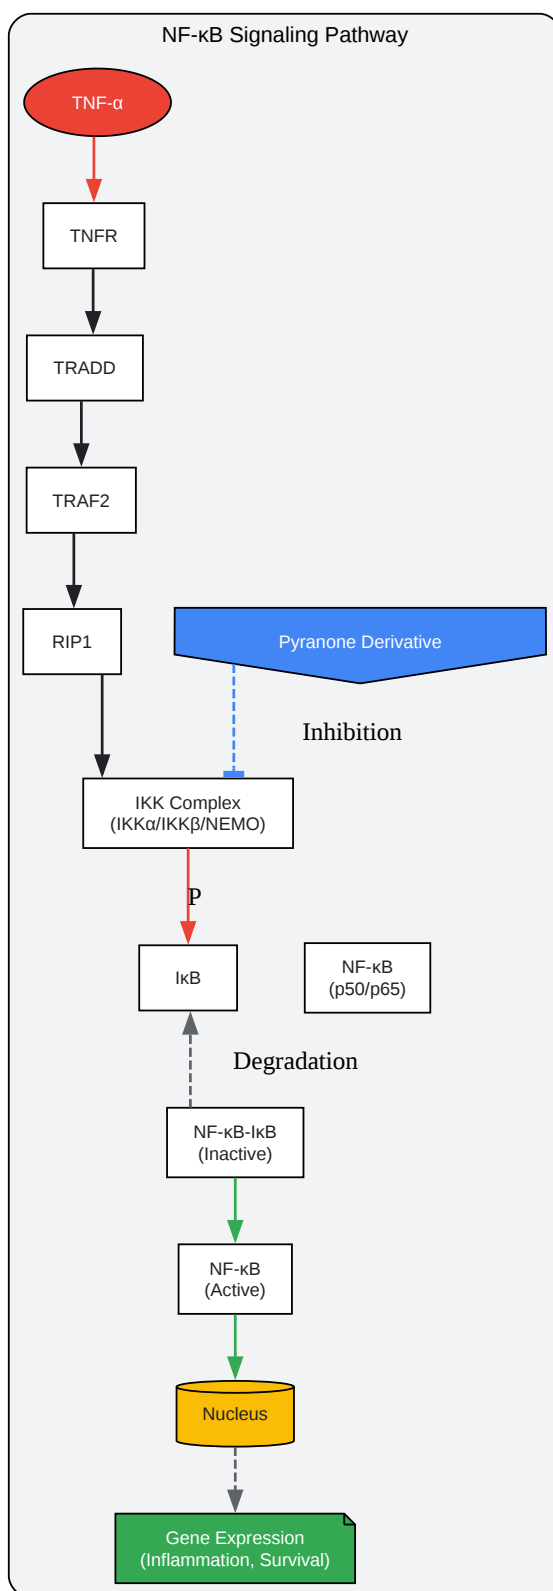 NF-κB Signaling Pathway
TNF-α
TNFR
TRADD
TRAF2
RIP1
Pyranone Derivative
Inhibition
IKK Complex
(IKKα/IKKβ/NEMO)
P
IκB
NF-κB
(p50/p65)
Degradation
NF-κB-IκB
(Inactive)
NF-κB
(Active)
Nucleus
Gene Expression
(Inflammation, Survival)